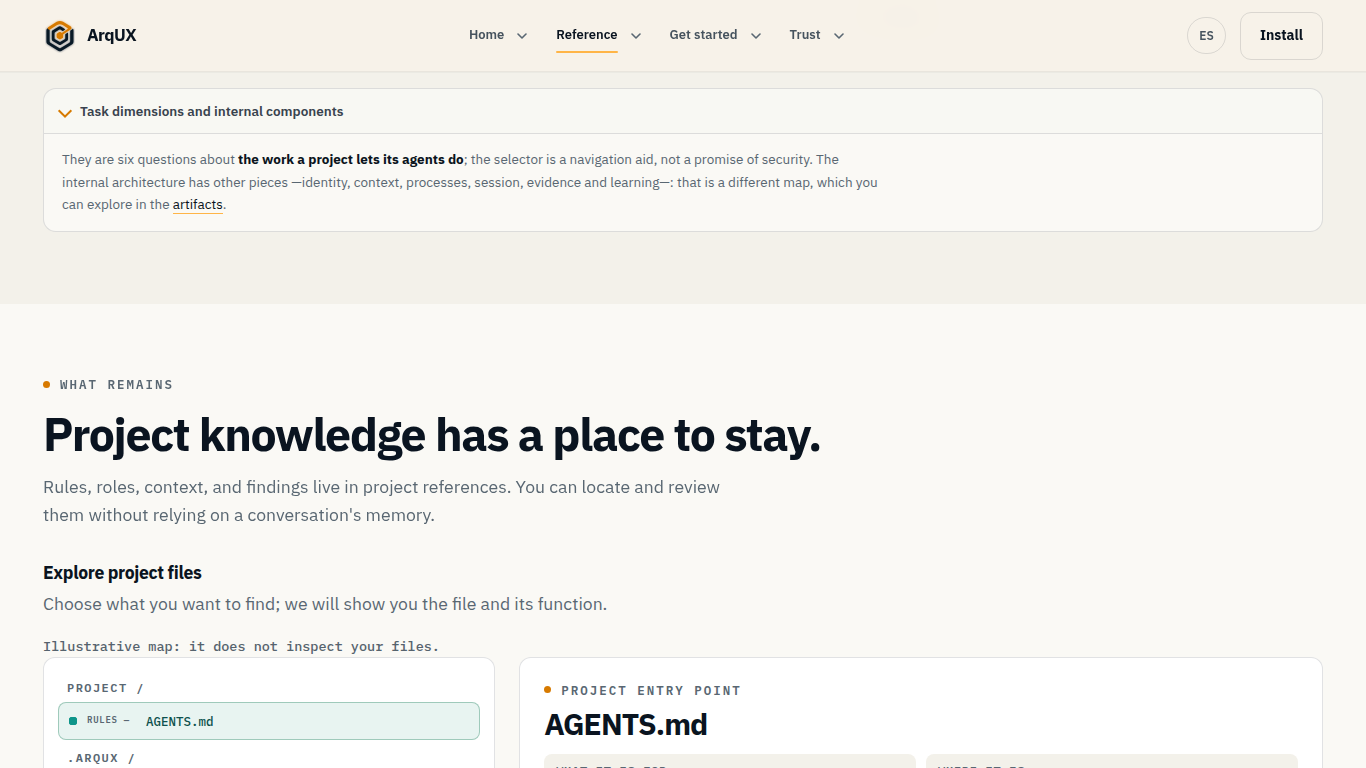 ArqUX
Home
Reference
Get started
Trust
ES
Install
Task dimensions and internal components
They are six questions about the work a project lets its agents do; the selector is a navigation aid, not a promise of security. The
internal architecture has other pieces —identity, context, processes, session, evidence and learning—: that is a different map, which you
can explore in the artifacts.
WHAT REMAINS
Project knowledge has a place to stay.
Rules, roles, context, and findings live in project references. You can locate and review
them without relying on a conversation's memory.
Explore project files
Choose what you want to find; we will show you the file and its function.
Illustrative map: it does not inspect your files.
PROJECT /
RULES — AGENTS.md
.ARQUX /
PROJECT ENTRY POINT
AGENTS.md